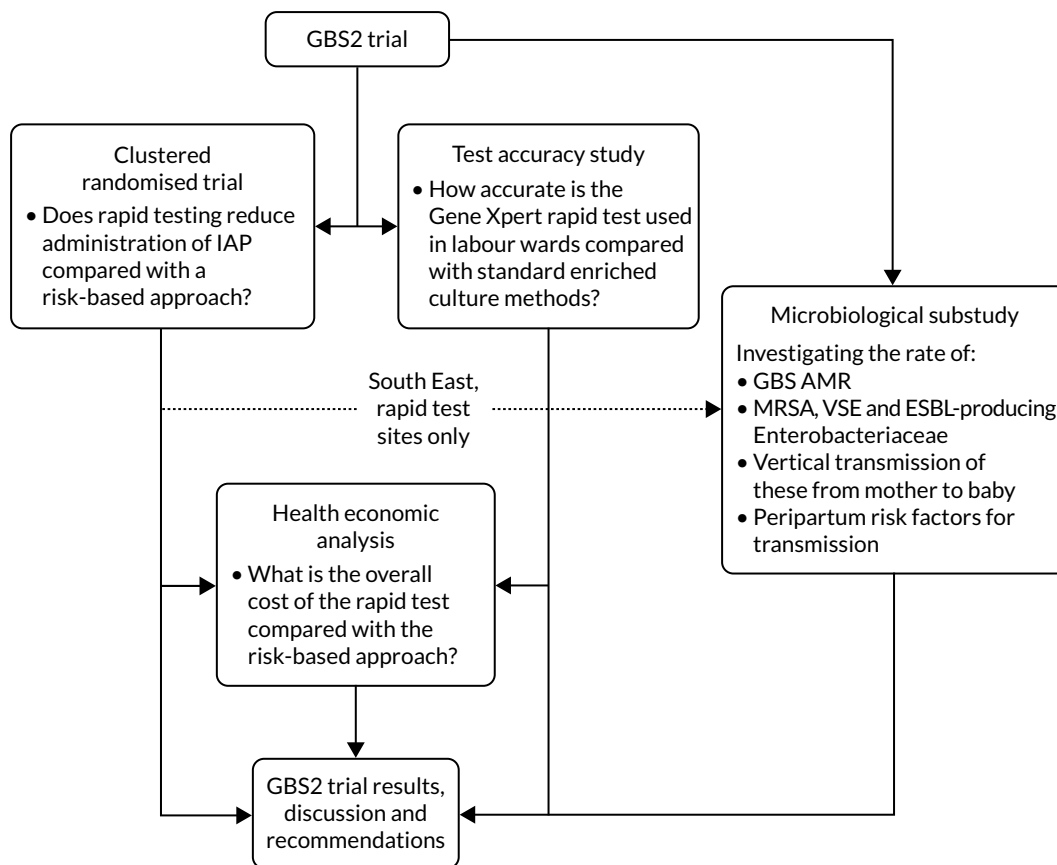 GBS2 trial
Clustered
randomised trial
• Does rapid testing reduce
administration of IAP
compared with a
risk-based approach?
Test accuracy study
• How accurate is the
Gene Xpert rapid test used
in labour wards compared
with standard enriched
culture methods?
Microbiological substudy
Investigating the rate of:
• GBS AMR
• MRSA, VSE and ESBL-producing
Enterobacteriaceae
• Vertical transmission of
these from mother to baby
• Peripartum risk factors for
transmission
South East,
rapid test
sites only
Health economic
analysis
• What is the overall
cost of the rapid test
compared with the
risk-based approach?
GBS2 trial results,
discussion and
recommendations